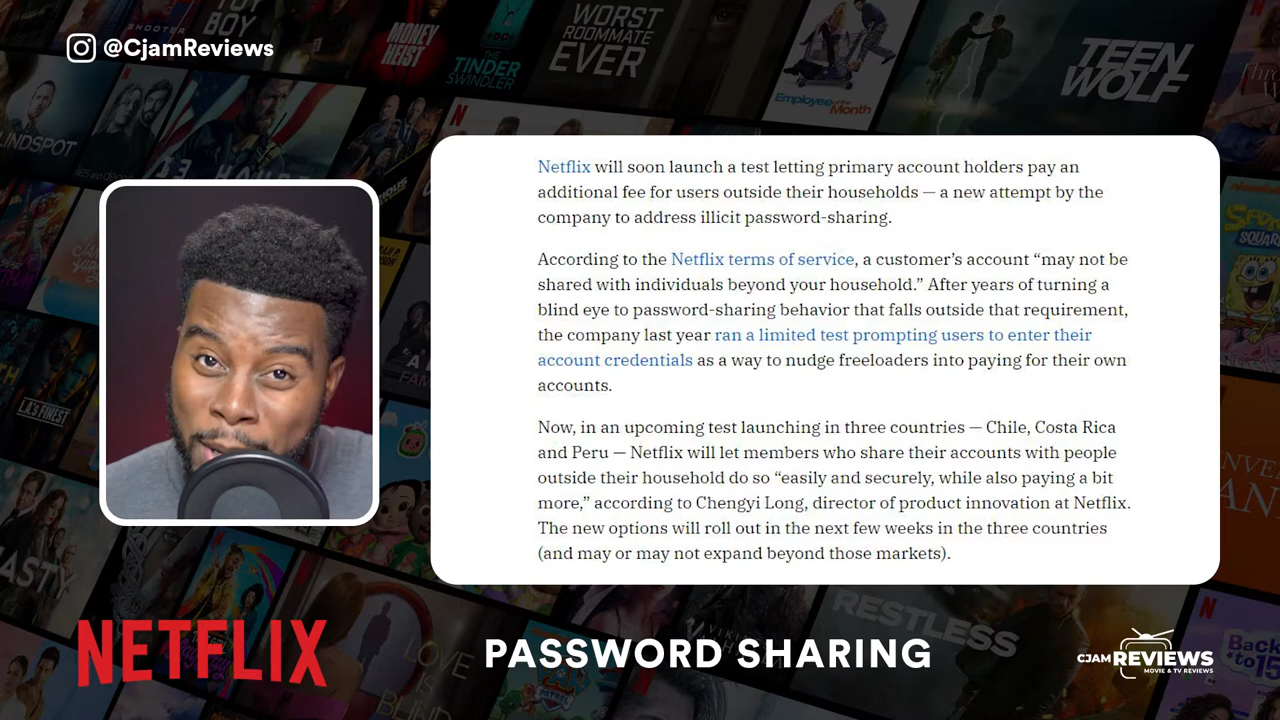 @CjamReviews
BOY
MONEY
HEIST
THE
TINDER
SWINDLER
WORST
ROOMMATE
EVER
Employee of the Month
TEEN
WOLF
Netflix will soon launch a test letting primary account holders pay an
additional fee for users outside their households — a new attempt by the
company to address illicit password-sharing.
According to the Netflix terms of service, a customer’s account “may not be
shared with individuals beyond your household.” After years of turning a
blind eye to password-sharing behavior that falls outside that requirement,
the company last year ran a limited test prompting users to enter their
account credentials as a way to nudge freeloaders into paying for their own
accounts.
Now, in an upcoming test launching in three countries — Chile, Costa Rica
and Peru — Netflix will let members who share their accounts with people
outside their household do so “easily and securely, while also paying a bit
more,” according to Chengyi Long, director of product innovation at Netflix.
The new options will roll out in the next few weeks in the three countries
(and may or may not expand beyond those markets).
L.A.'S FINEST
LOVE
RESTLESS
NETFLIX
PASSWORD SHARING
CJAM REVIEWS
MOVIE & TV REVIEWS
Back
to 15